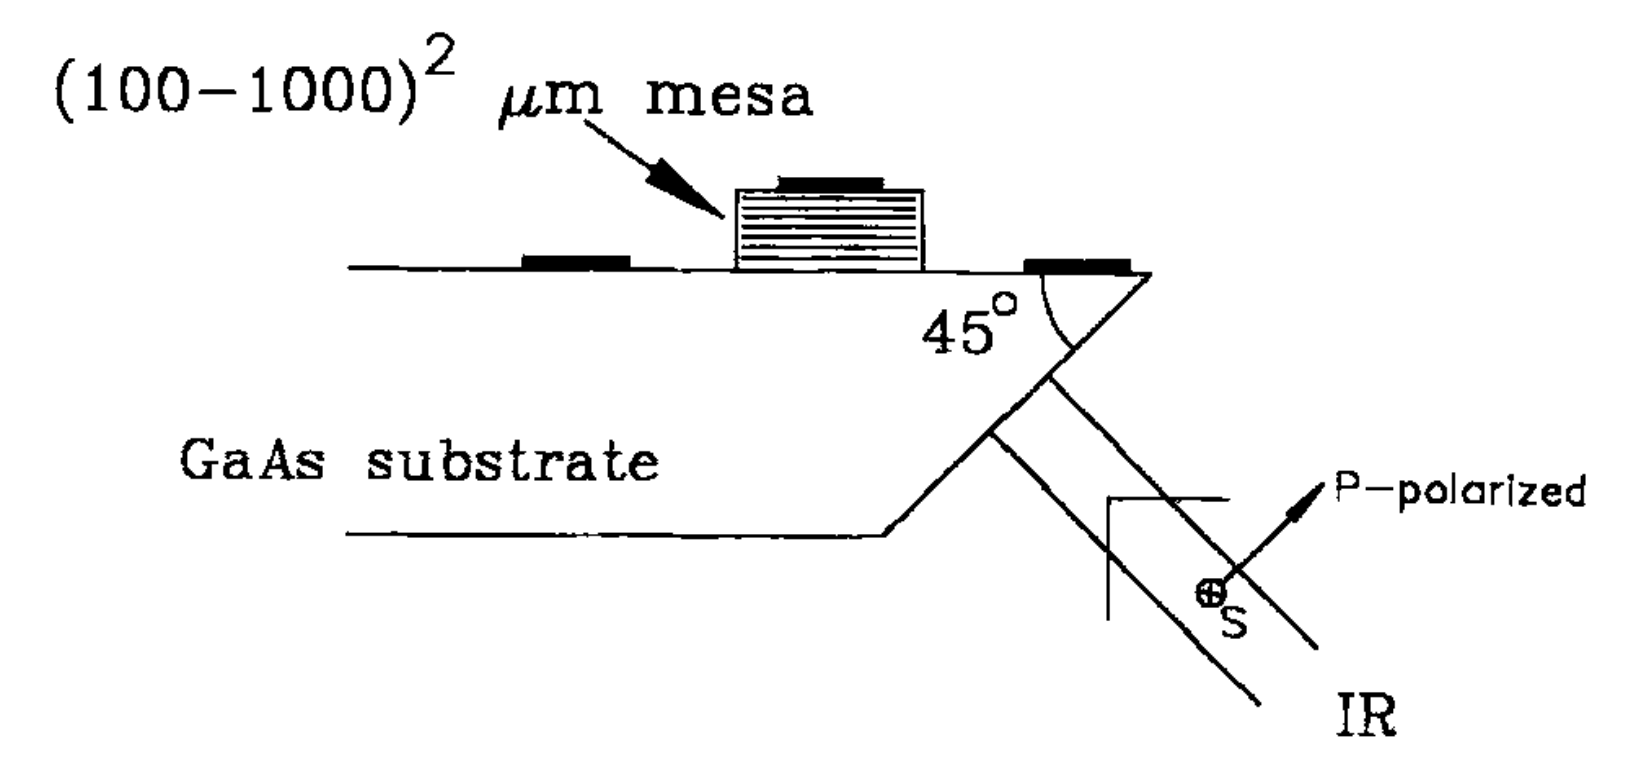 (100-1000)² μm mesa
45°
GaAs substrate
P-polarized
S
IR